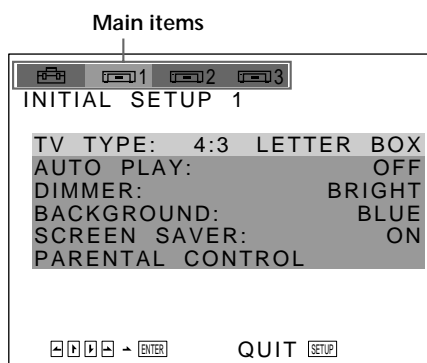 Main items
1 2 3
INITIAL SETUP 1
TV TYPE: 4:3 LETTER BOX
AUTO PLAY: OFF
DIMMER: BRIGHT
BACKGROUND: BLUE
SCREEN SAVER: ON
PARENTAL CONTROL
ENTER QUIT SETUP